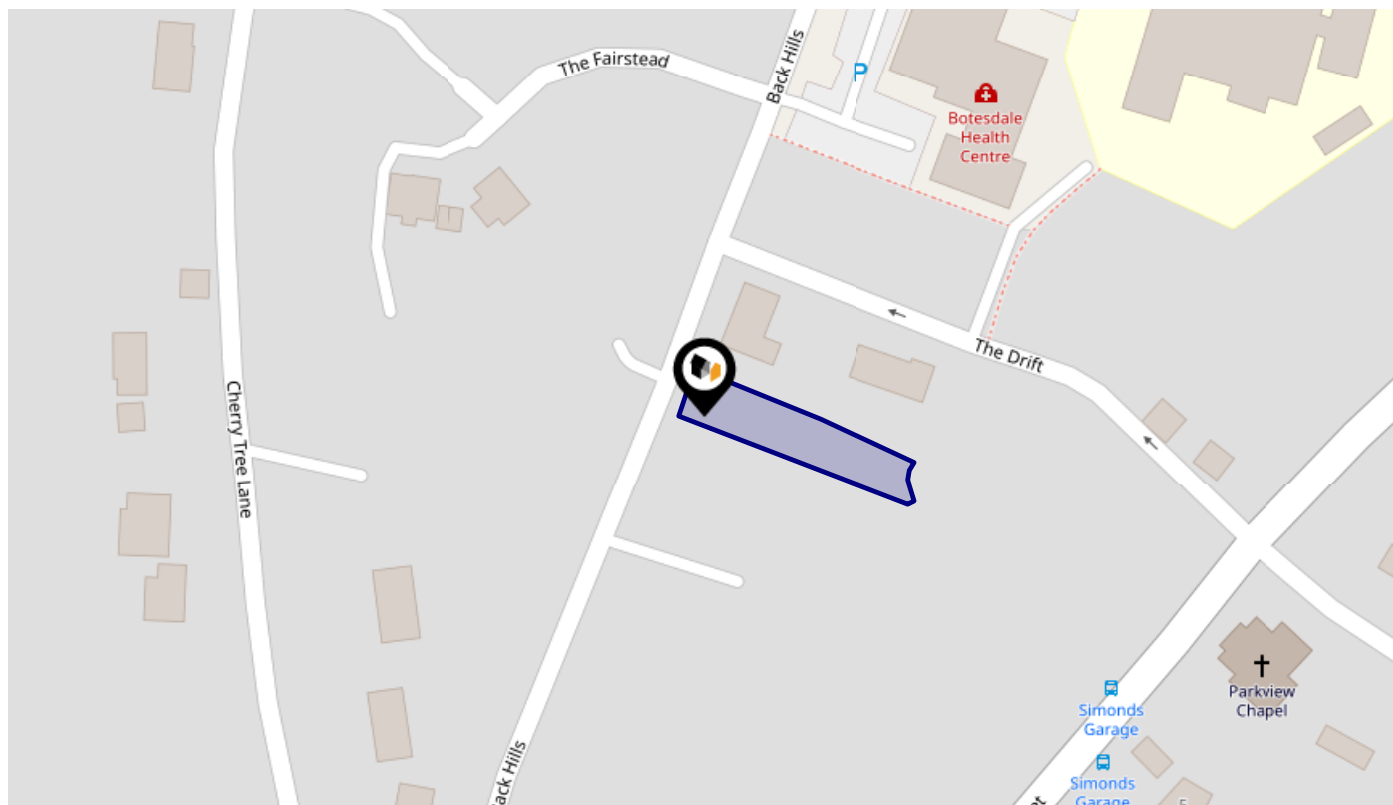 The Fairstead
Back Hills
P
Botesdale
Health
Centre
The Drift
Cherry Tree Lane
Parkview
Chapel
Simonds
Garage
Simonds
Garage
ack Hills